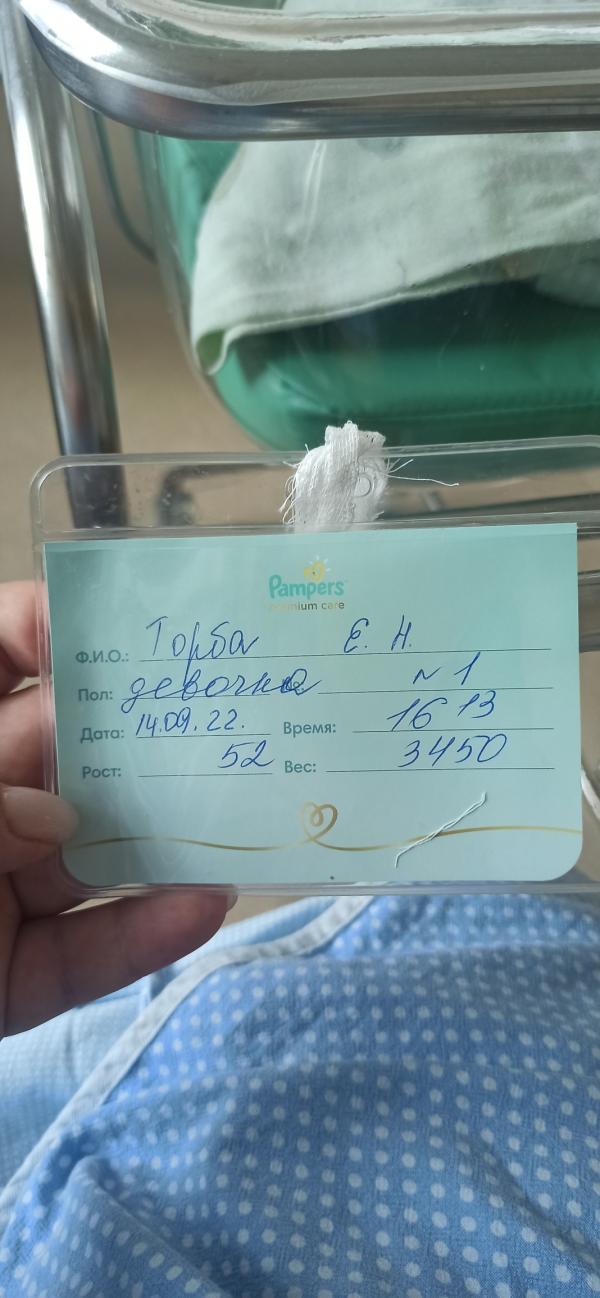 Pampers
premium care
Ф.И.О.: Торба Е. Н.
Пол: девочка №1
Дата: 14.09.22. Время: 16 13
Рост: 52 Вес: 3450